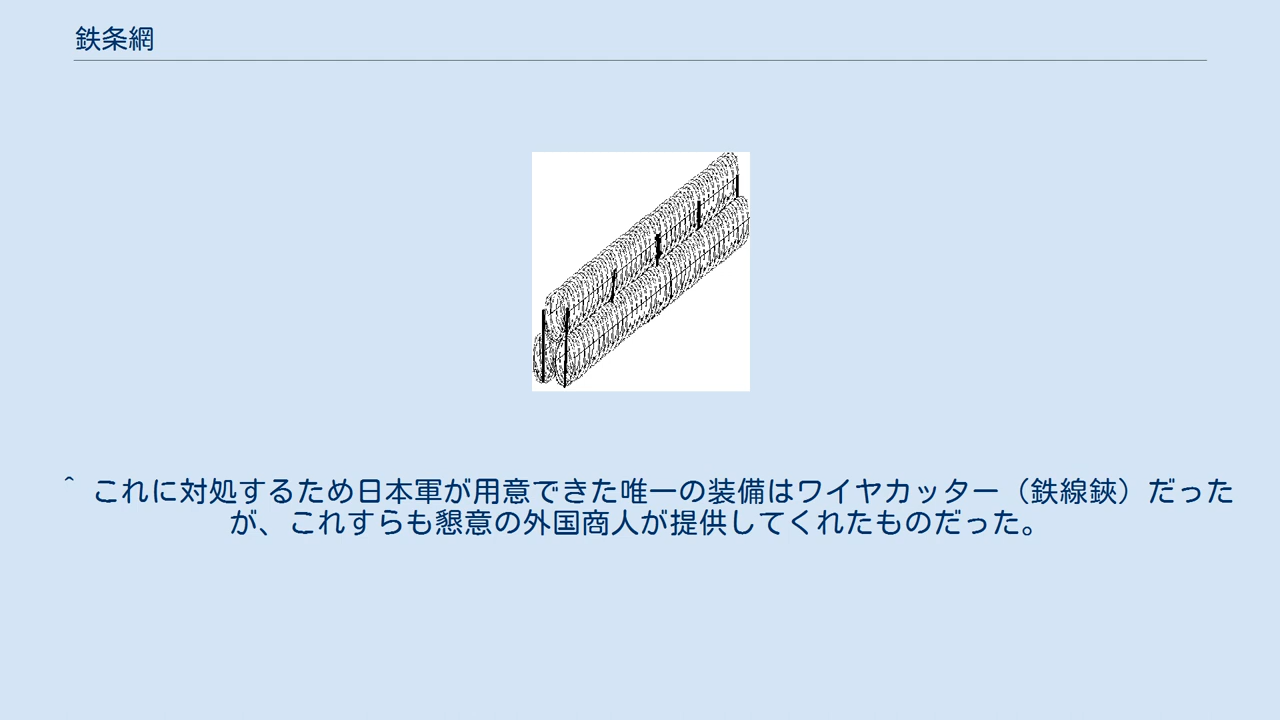 鉄条網
^ これに対処するため日本軍が用意できた唯一の装備はワイヤカッター（鉄線鋏）だった
が、これすらも懇意の外国商人が提供してくれたものだった。